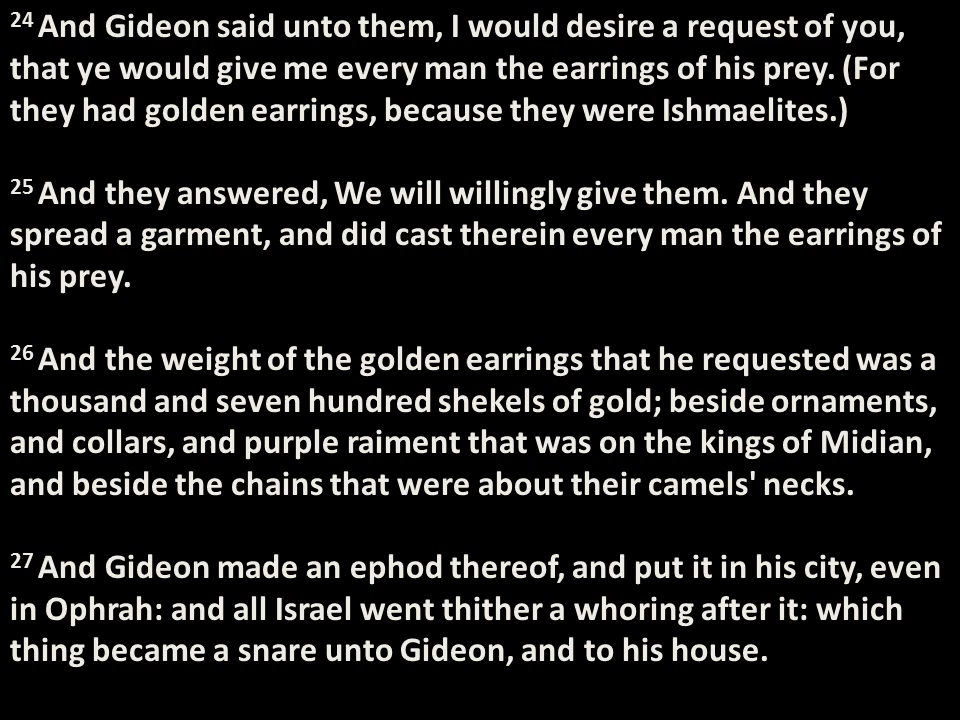 24 And Gideon said unto them, I would desire a request of you,
that ye would give me every man the earrings of his prey. (For
they had golden earrings, because they were Ishmaelites.)
25 And they answered, We will willingly give them. And they
spread a garment, and did cast therein every man the earrings of
his prey.
26 And the weight of the golden earrings that he requested was a
thousand and seven hundred shekels of gold; beside ornaments,
and collars, and purple raiment that was on the kings of Midian,
and beside the chains that were about their camels' necks.
27 And Gideon made an ephod thereof, and put it in his city, even
in Ophrah: and all Israel went thither a whoring after it: which
thing became a snare unto Gideon, and to his house.